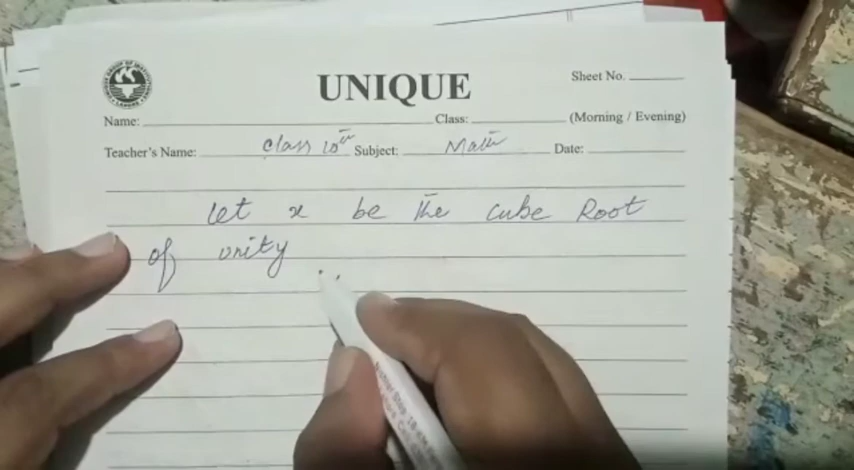 UNIQUE
Sheet No.
Name: Class: (Morning / Evening)
Teacher's Name: Class 10th Subject: Math Date:
let x be the cube Root
of unity